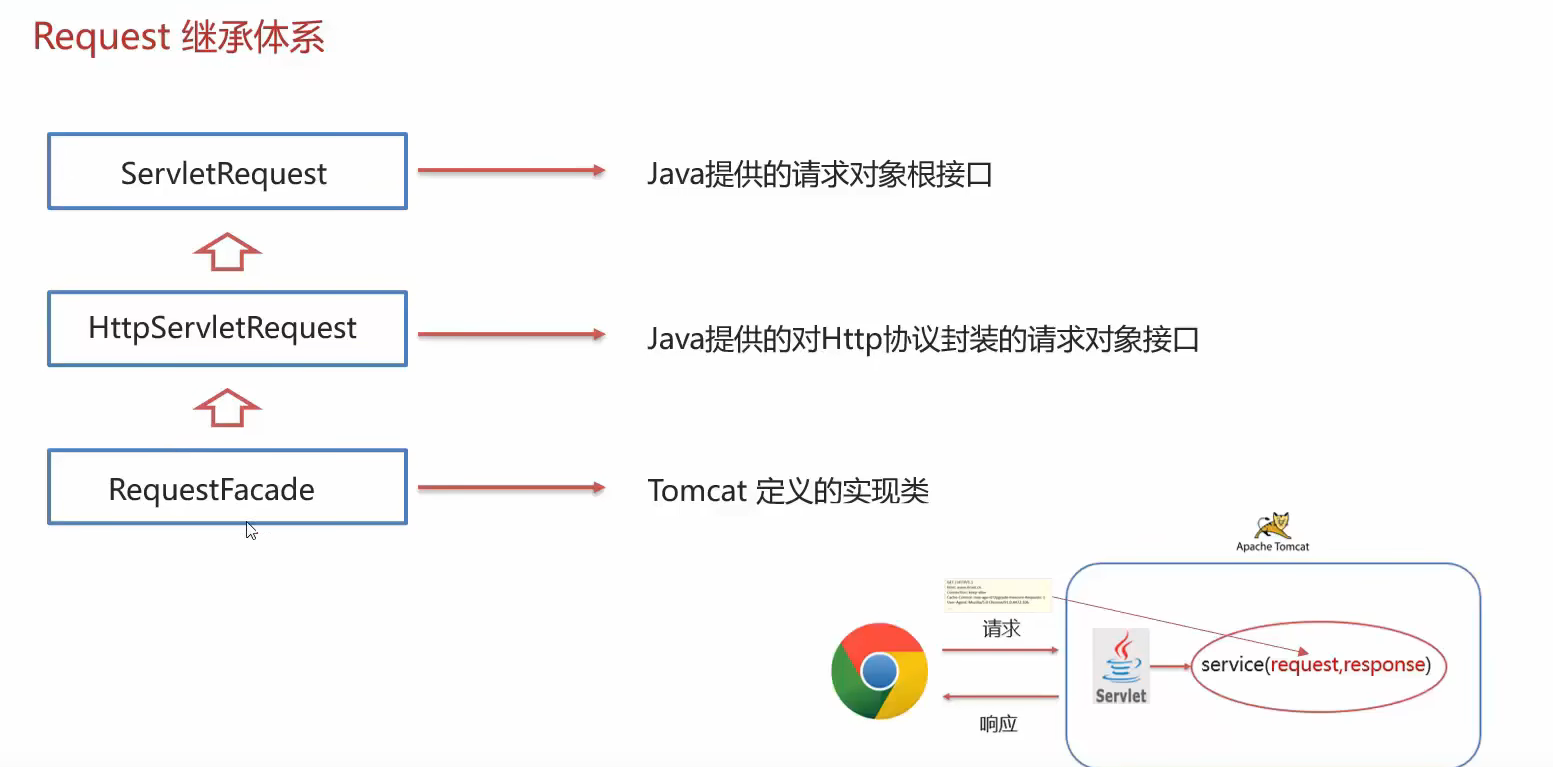 Request 继承体系
ServletRequest
Java提供的请求对象根接口
HttpServletRequest
Java提供的对Http协议封装的请求对象接口
RequestFacade
Tomcat 定义的实现类
Apache Tomcat
请求
Servlet
service(request,response)
响应